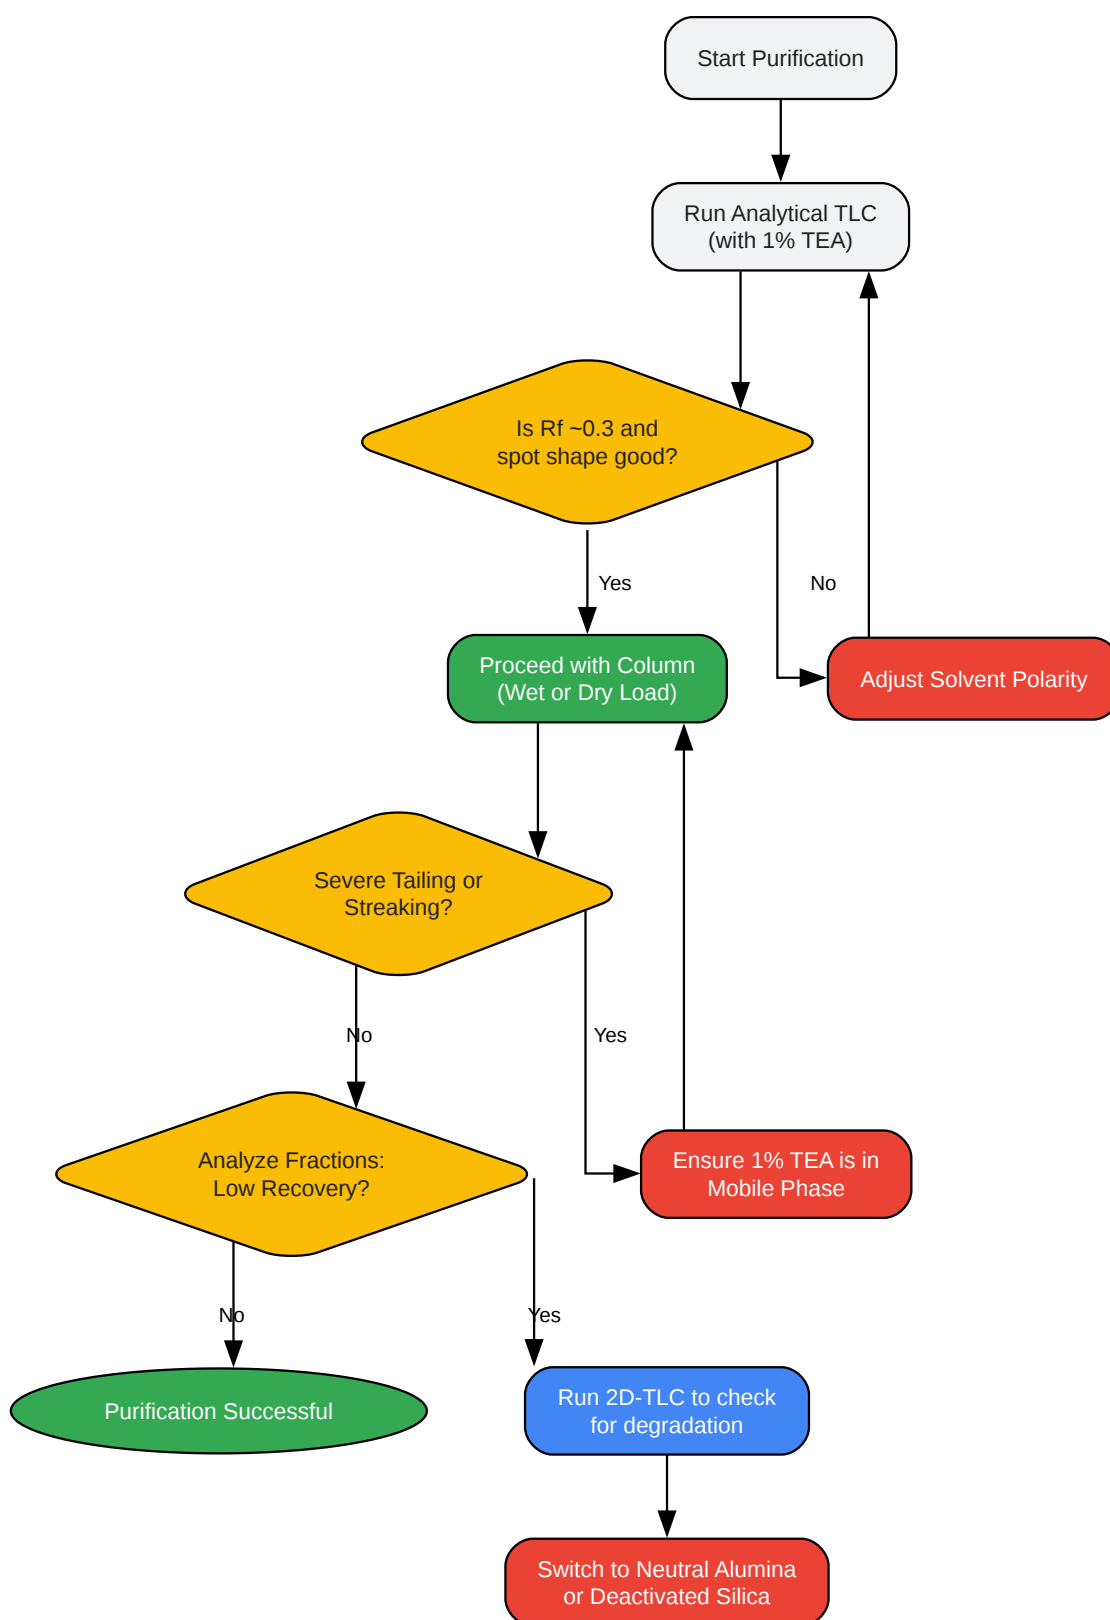 Start Purification
Run Analytical TLC
(with 1% TEA)
Is Rf ~0.3 and
spot shape good?
Yes
No
Proceed with Column
(Wet or Dry Load)
Adjust Solvent Polarity
Severe Tailing or
Streaking?
No
Yes
Analyze Fractions:
Low Recovery?
Ensure 1% TEA is in
Mobile Phase
No
Yes
Purification Successful
Run 2D-TLC to check
for degradation
Switch to Neutral Alumina
or Deactivated Silica